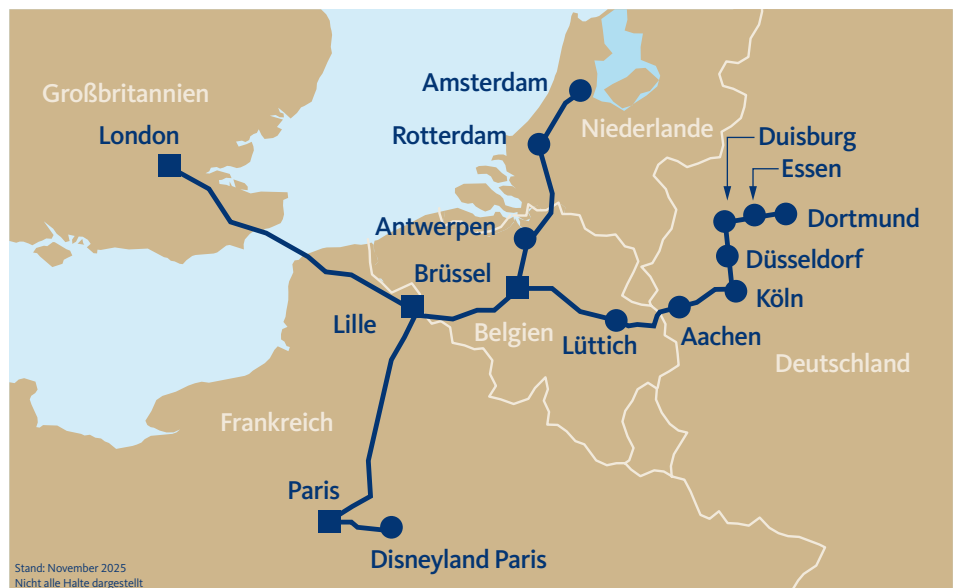 Amsterdam
Großbritannien
Niederlande
London
Rotterdam
Duisburg
Essen
Antwerpen
Dortmund
Brüssel
Düsseldorf
Köln
Lille
Belgien
Lüttich
Aachen
Deutschland
Frankreich
Paris
Disneyland Paris
Stand: November 2025
Nicht alle Halte dargestellt